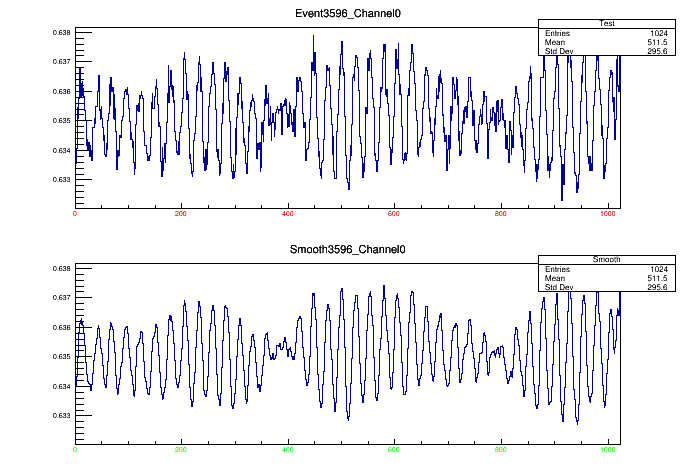 Event3596_Channel0
Test
Entries 1024
Mean 511.5
Std Dev 295.6
0.638
0.637
0.636
0.635
0.634
0.633
0 200 400 600 800 1000
Smooth3596_Channel0
Smooth
Entries 1024
Mean 511.5
Std Dev 295.6
0.638
0.637
0.636
0.635
0.634
0.633
0 200 400 600 800 1000